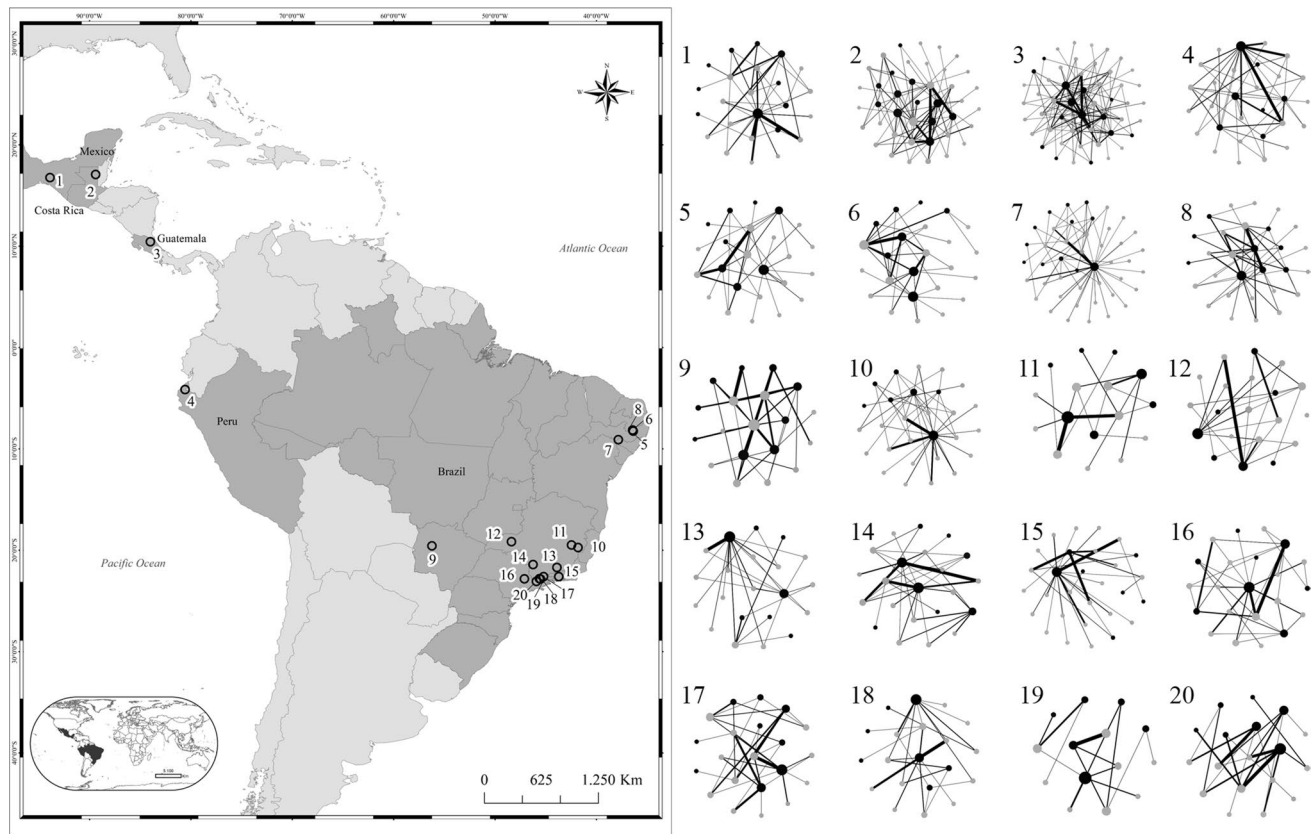 90°0'0"W 80°0'0"W 70°0'0"W 60°0'0"W 50°0'0"W 40°0'0"W
30°0'0"N
N
W E
S
20°0'0"N
Mexico
1
2
Costa Rica
Guatemala
3
10°0'0"N
Atlantic Ocean
0°0'0"
4
Peru
8
6
7
5
10°0'0"S
Brazil
12
11
9
10
14
13
20°0'0"S
16
15
20
19
18
17
Pacific Ocean
30°0'0"S
40°0'0"S
Km
0 625 1.250 Km
1
2
3
4
5
6
7
8
9
10
11
12
13
14
15
16
17
18
19
20